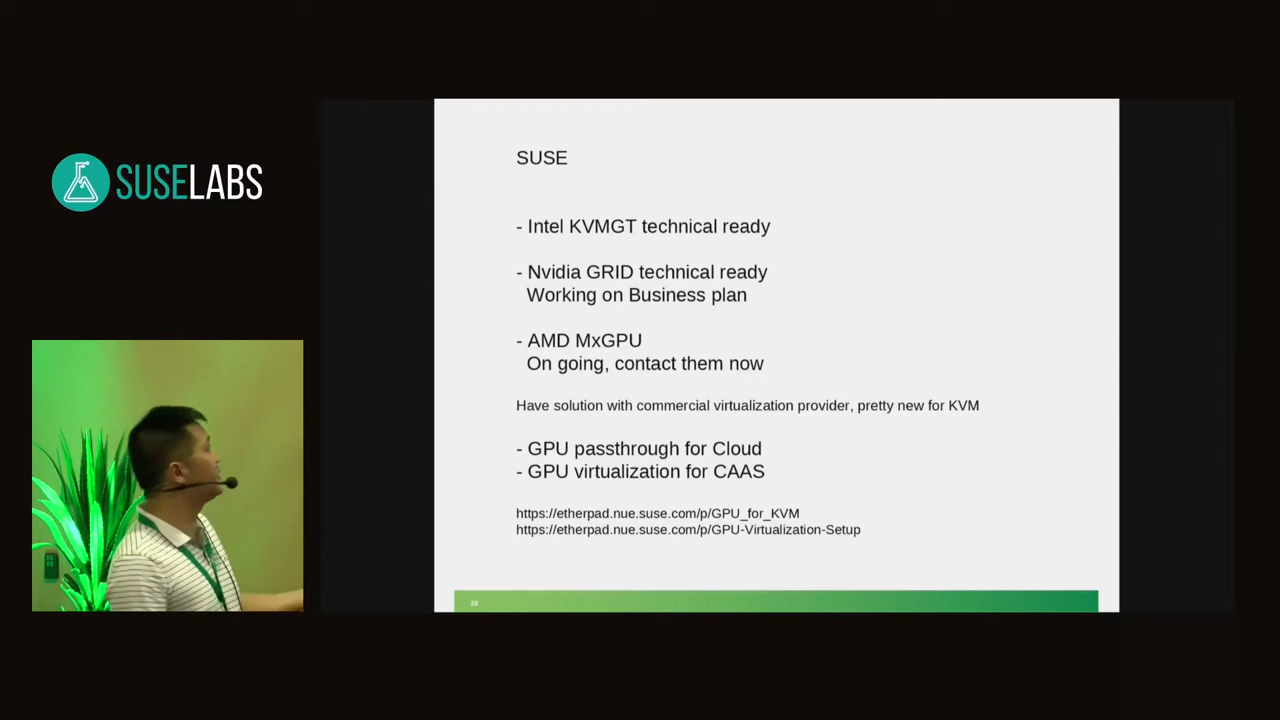 SUSELABS
SUSE
- Intel KVMGT technical ready
- Nvidia GRID technical ready
Working on Business plan
- AMD MxGPU
On going, contact them now
Have solution with commercial virtualization provider, pretty new for KVM
- GPU passthrough for Cloud
- GPU virtualization for CAAS
https://etherpad.nue.suse.com/p/GPU_for_KVM
https://etherpad.nue.suse.com/p/GPU-Virtualization-Setup
28